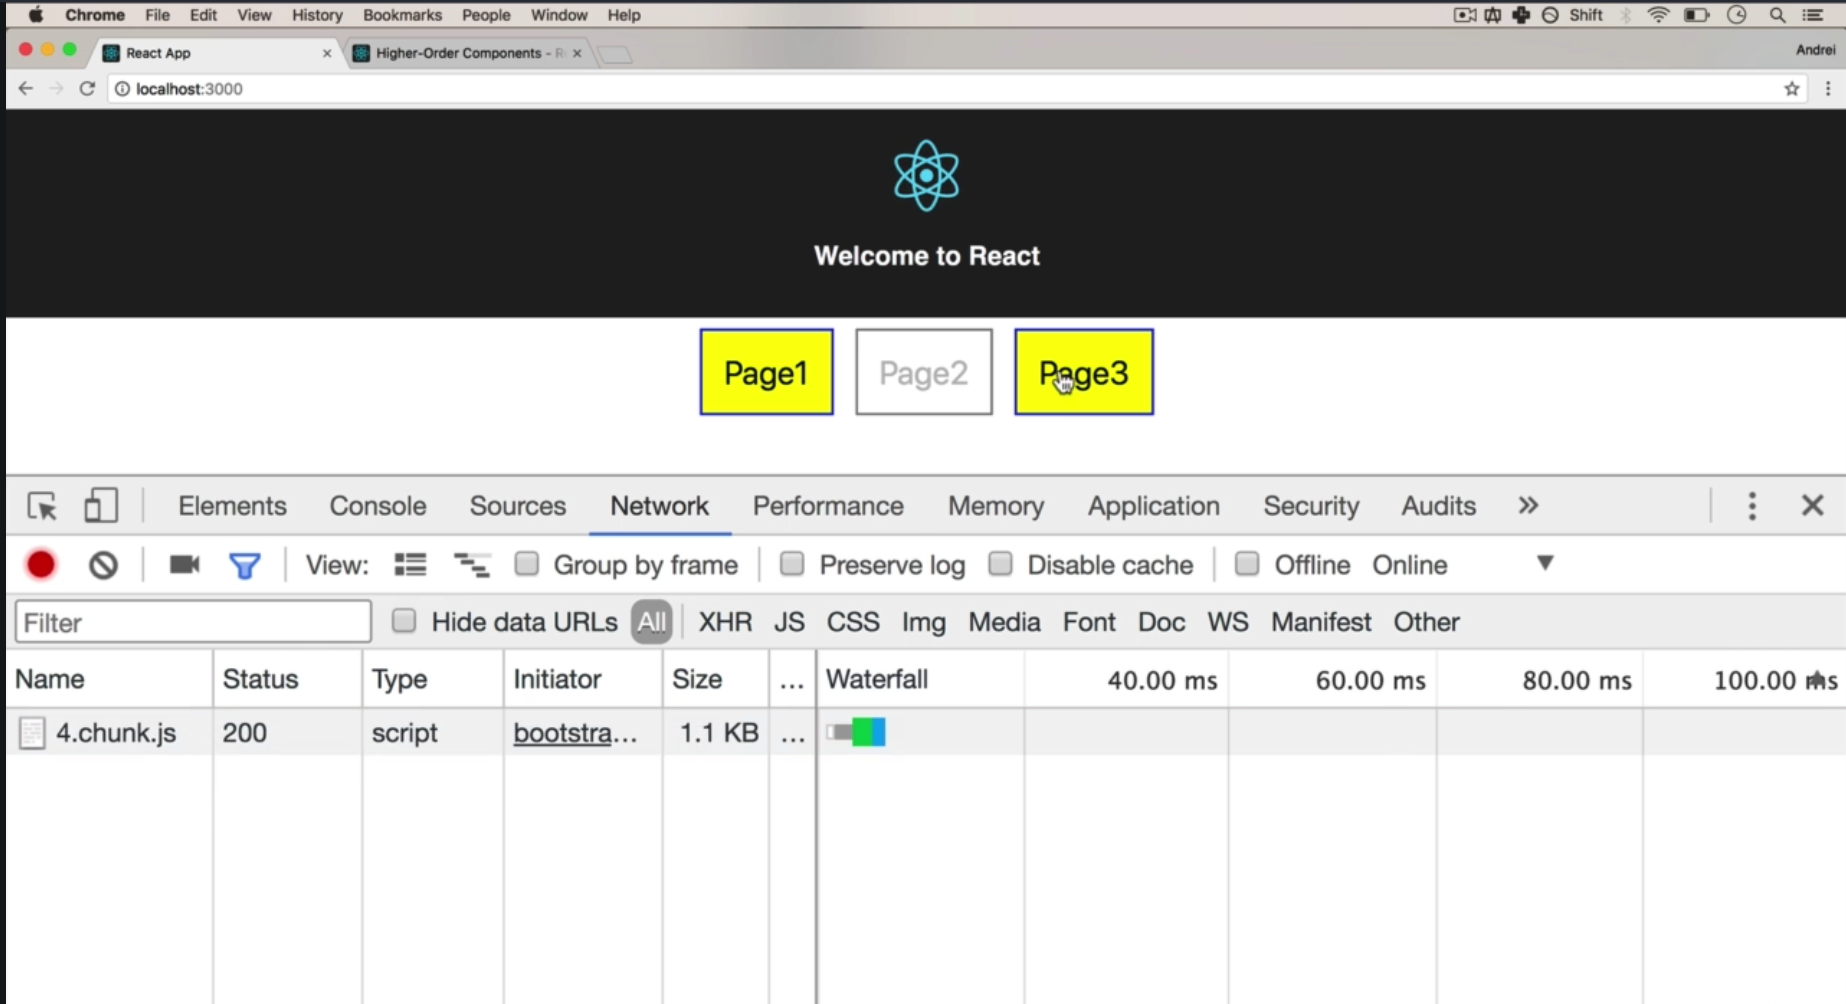 Chrome File Edit View History Bookmarks People Window Help Shift
React App Higher-Order Components - R Andrei
localhost:3000
Welcome to React
Page1 Page2 Page3
Elements Console Sources Network Performance Memory Application Security Audits
View: Group by frame Preserve log Disable cache Offline Online
Filter Hide data URLs All XHR JS CSS Img Media Font Doc WS Manifest Other
Name Status Type Initiator Size ... Waterfall 40.00 ms 60.00 ms 80.00 ms 100.00 ms
4.chunk.js 200 script bootstra... 1.1 KB ...